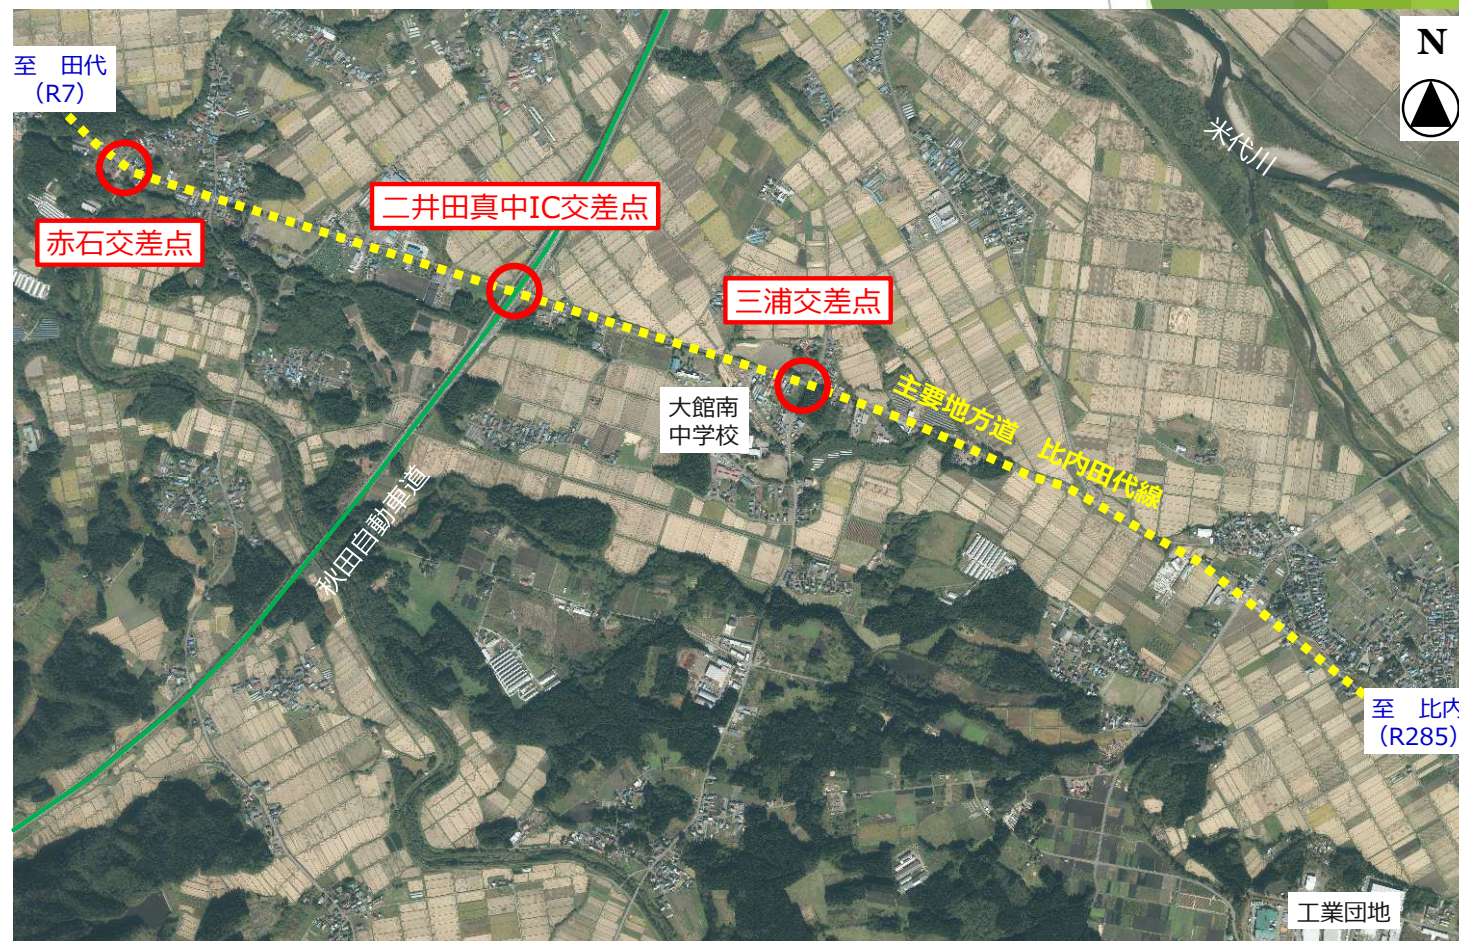 N
至　田代
（R7）
米代川
二井田真中IC交差点
赤石交差点
三浦交差点
大館南
中学校
主要地方道　比内田代線
秋田自動車道
至　比内
（R285）
工業団地